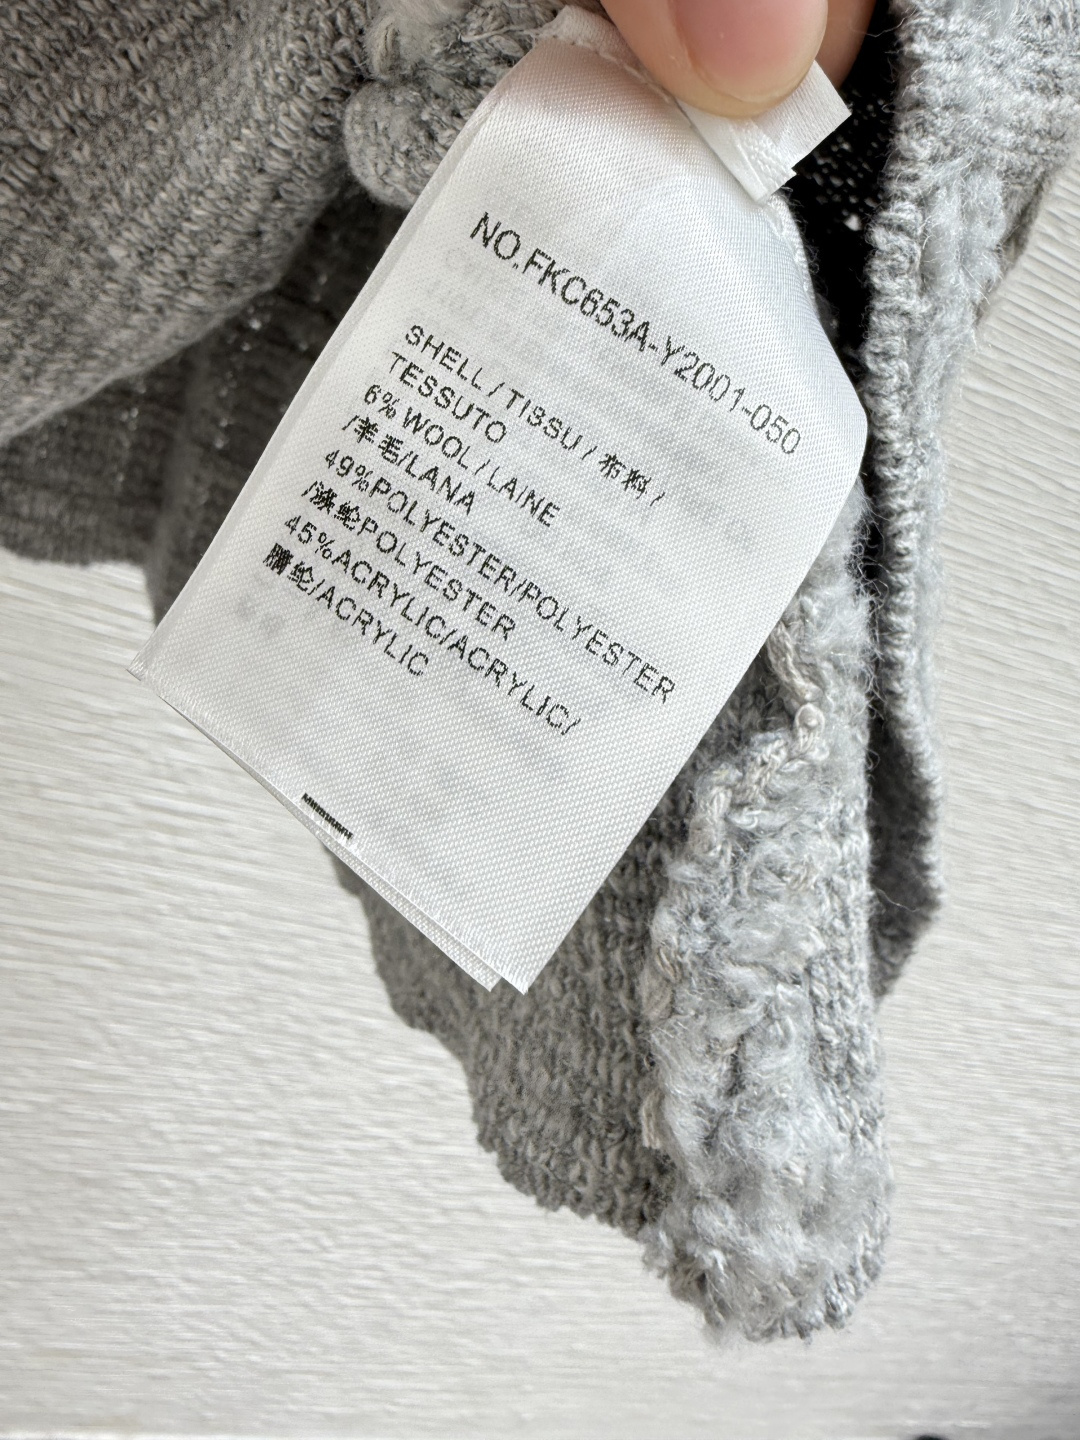 NO.FKC653A-Y2001-050
SHELL / TISSU / 布料 /
TESSUTO
6% WOOL / LAINE
/羊毛/LANA
49%POLYESTER/POLYESTER
/涤纶POLYESTER
45%ACRYLIC/ACRYLIC/
腈纶/ACRYLIC